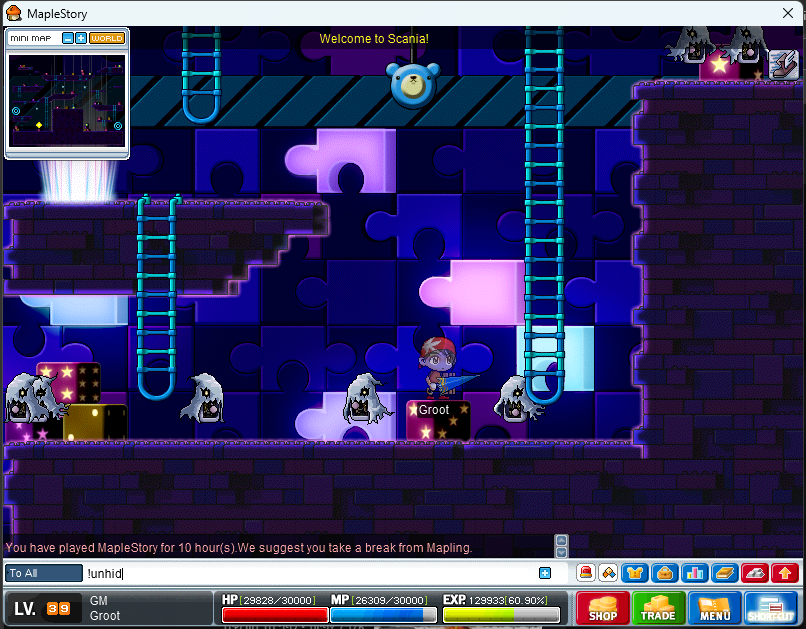 MapleStory
MINI MAP
WORLD
Welcome to Scania!
Groot
You have played MapleStory for 10 hour(s).We suggest you take a break from Mapling.
To All
!unhid
LV. 39
GM
Groot
HP[29828/30000]
MP[26309/30000]
EXP.129933[60.90%]
SHOP
TRADE
MENU
SHORTCUT